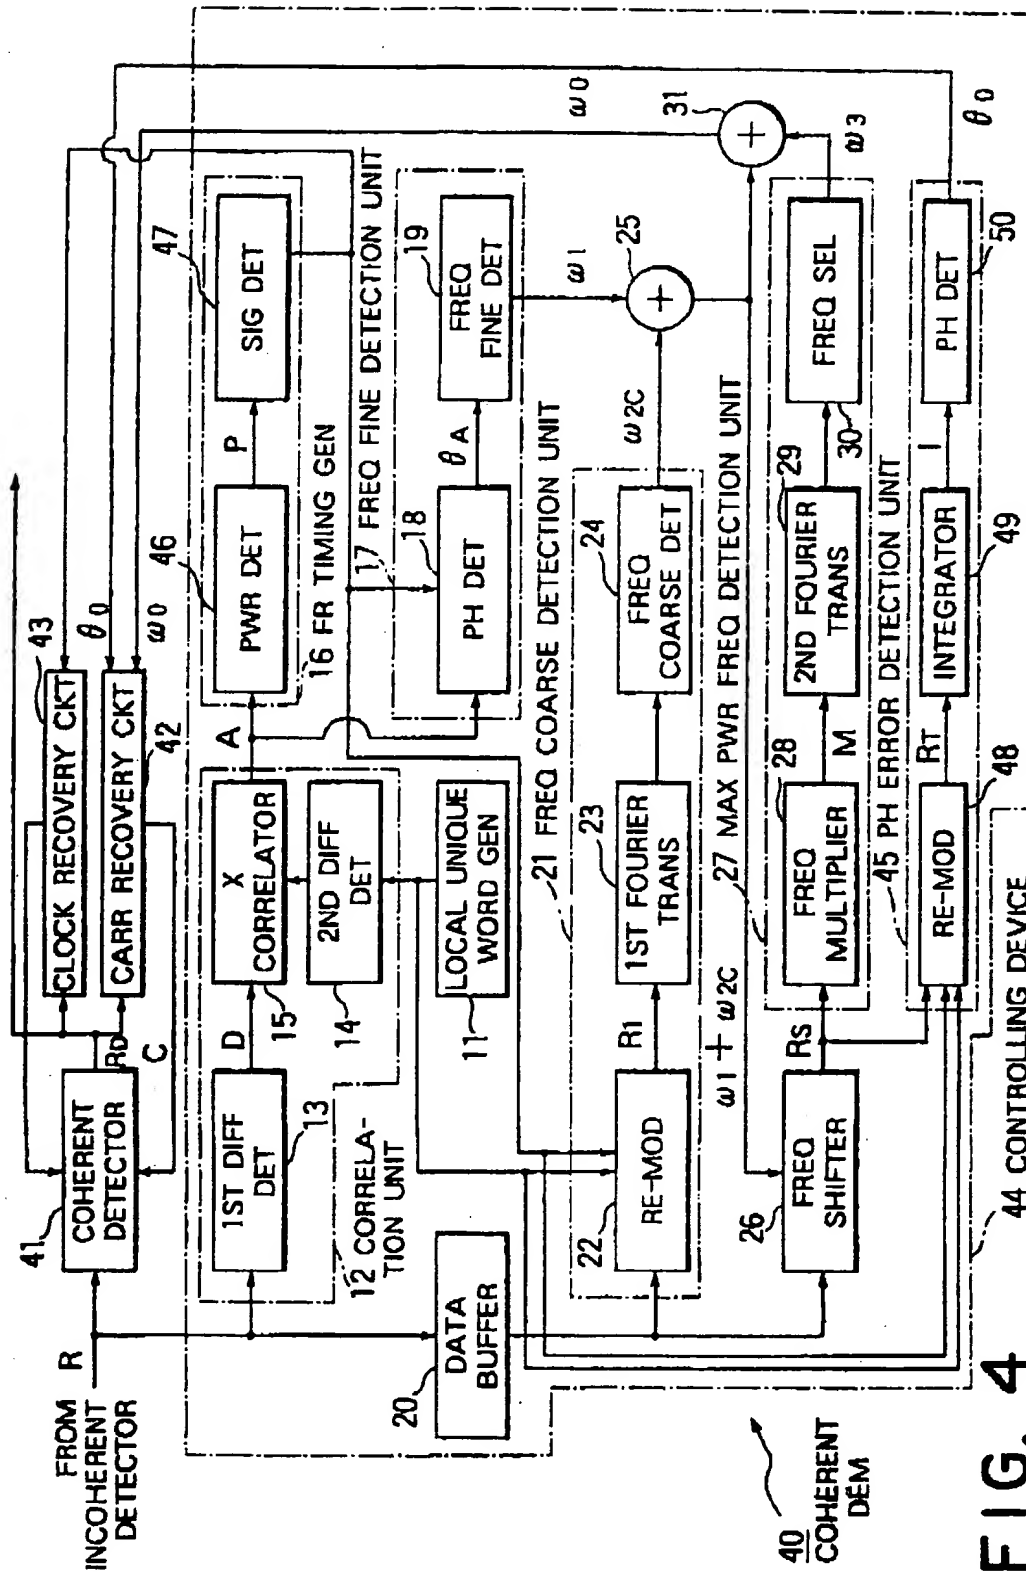 FROM
INCOHERENT
DETECTOR
R
41
COHERENT
DETECTOR
RD
C
43
CLOCK RECOVERY CKT
θ0
ω0
CARR RECOVERY CKT
42
1ST DIFF
DET
13
D
X
CORRELATOR
15
2ND DIFF
DET
14
12 CORRELA-
TION UNIT
LOCAL UNIQUE
WORD GEN
11
A
46
PWR DET
P
47
SIG DET
16 FR TIMING GEN
17 FREQ FINE DETECTION UNIT
18
PH DET
θA
19
FREQ
FINE DET
ω1
20
DATA
BUFFER
21 FREQ COARSE DETECTION UNIT
22
RE-MOD
R1
23
1ST FOURIER
TRANS
24
FREQ
COARSE DET
ω2C
25
+
ω1 + ω2C
26
FREQ
SHIFTER
RS
27 MAX PWR FREQ DETECTION UNIT
28
FREQ
MULTIPLIER
M
29
2ND FOURIER
TRANS
30
FREQ SEL
ω3
31
+
ω0
45 PH ERROR DETECTION UNIT
RE-MOD
48
RT
INTEGRATOR
49
I
PH DET
50
θ0
44 CONTROLLING DEVICE
40
COHERENT
DEM
FIG. 4